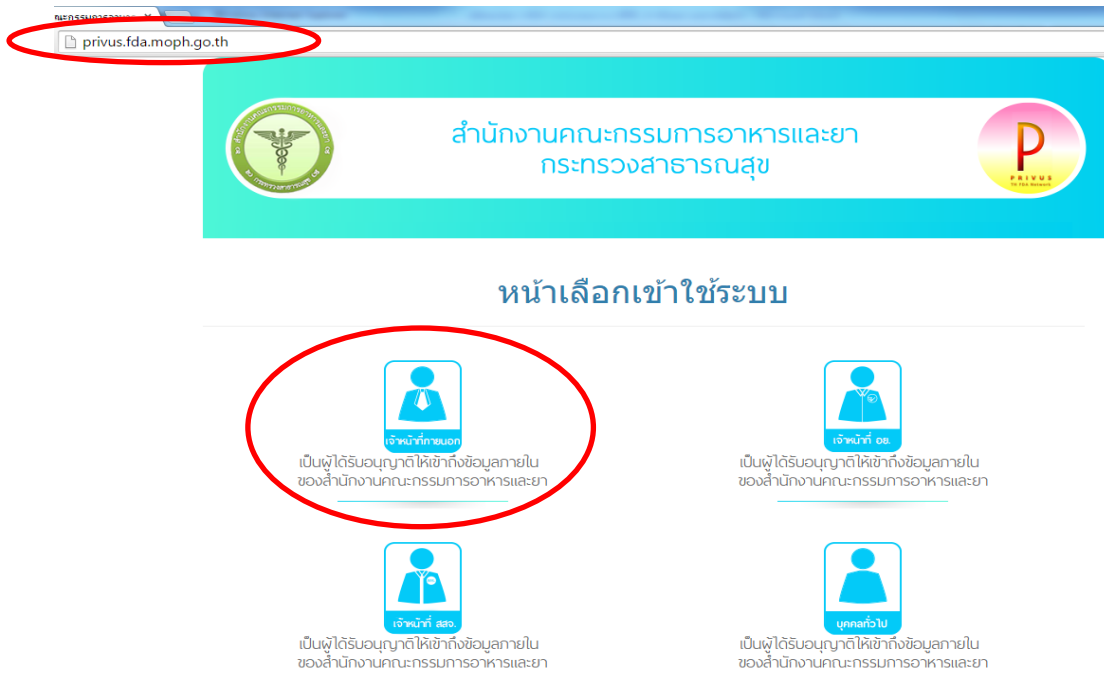 privus.fda.moph.go.th
สำนักงานคณะกรรมการอาหารและยา
กระทรวงสาธารณสุข
P
PRIVUS
TH FDA Network
หน้าเลือกเข้าใช้ระบบ
เจ้าหน้าที่ภายนอก
เป็นผู้ได้รับอนุญาติให้เข้าถึงข้อมูลภายใน
ของสำนักงานคณะกรรมการอาหารและยา
เจ้าหน้าที่ อย.
เป็นผู้ได้รับอนุญาติให้เข้าถึงข้อมูลภายใน
ของสำนักงานคณะกรรมการอาหารและยา
เจ้าหน้าที่ สสจ.
เป็นผู้ได้รับอนุญาติให้เข้าถึงข้อมูลภายใน
ของสำนักงานคณะกรรมการอาหารและยา
บุคคลทั่วไป
เป็นผู้ได้รับอนุญาติให้เข้าถึงข้อมูลภายใน
ของสำนักงานคณะกรรมการอาหารและยา